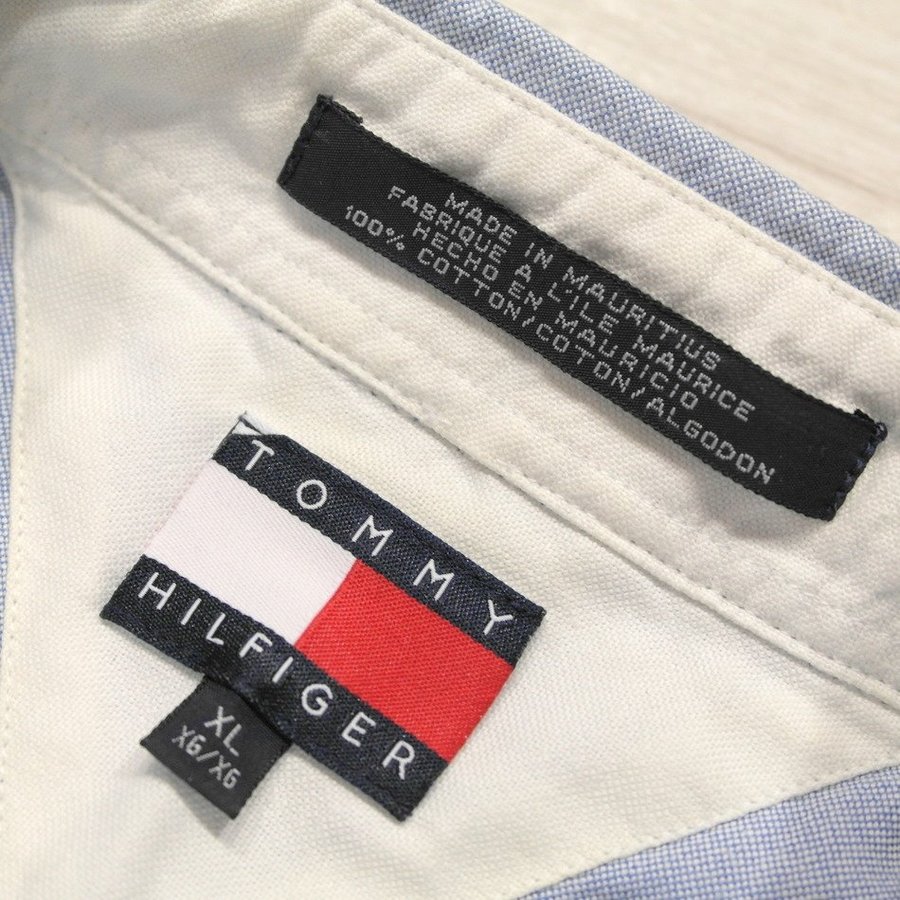 MADE IN MAURITIUS
FABRIQUE A L'ILE MAURICE
HECHO EN MAURICIO
100% COTTON/COTON/ALGODON
TOMMY
HILFIGER
XL
XG/XG